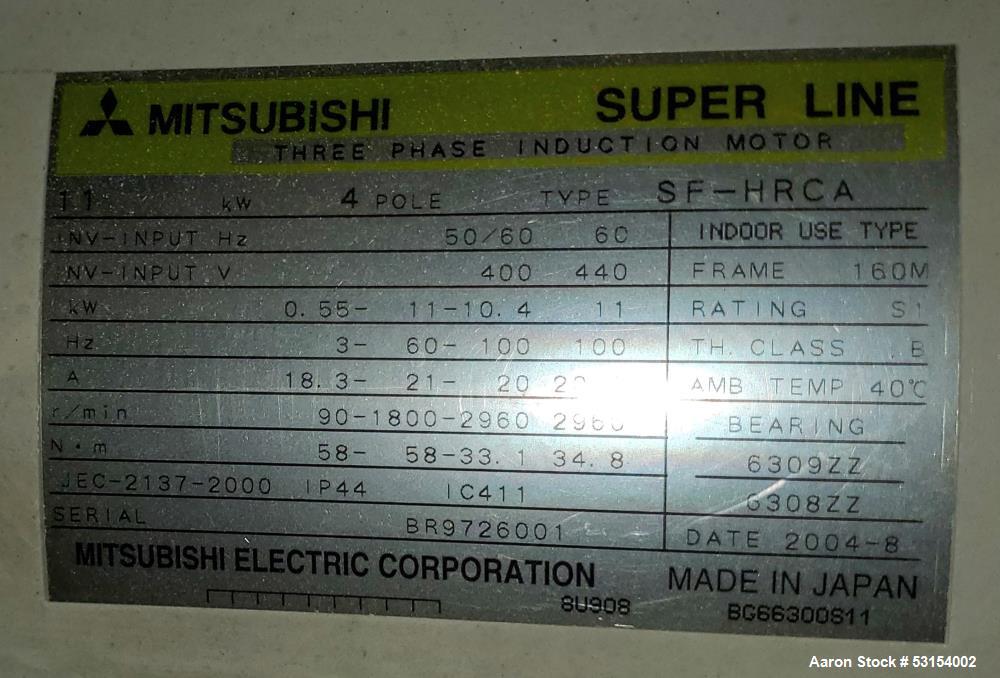 MITSUBISHI SUPER LINE
THREE PHASE INDUCTION MOTOR
11 kW 4 POLE TYPE SF-HRCA
INV-INPUT Hz 50/60 60 INDOOR USE TYPE
INV-INPUT V 400 440 FRAME 160M
kW 0.55- 11-10.4 11 RATING S1
Hz 3- 60- 100 100 TH. CLASS B
A 18.3- 21- 20 AMB TEMP 40℃
r/min 90-1800-2960 2960 BEARING
N·m 58- 58-33.1 34.8 6309ZZ
JEC-2137-2000 IP44 IC411 6308ZZ
SERIAL BR9726001 DATE 2004-8
MITSUBISHI ELECTRIC CORPORATION MADE IN JAPAN
8U908 BG66300S11
Aaron Stock # 53154002